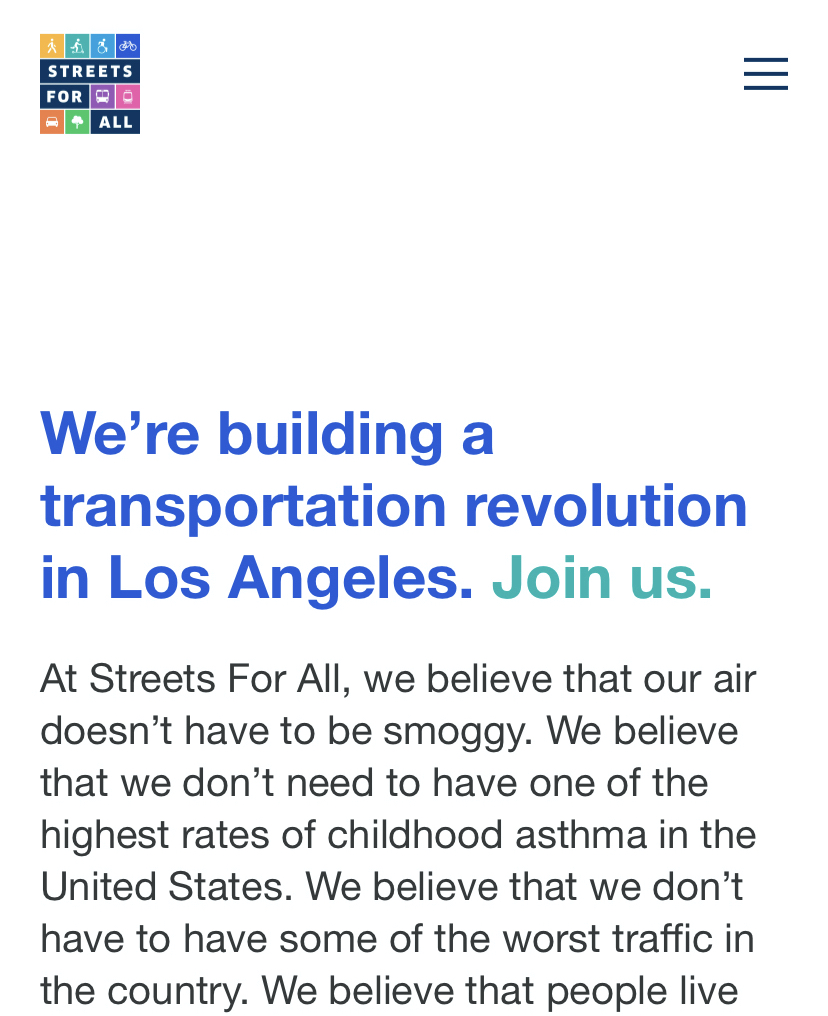 STREETS
FOR
ALL
We’re building a
transportation revolution
in Los Angeles. Join us.
At Streets For All, we believe that our air
doesn’t have to be smoggy. We believe
that we don’t need to have one of the
highest rates of childhood asthma in the
United States. We believe that we don’t
have to have some of the worst traffic in
the country. We believe that people live